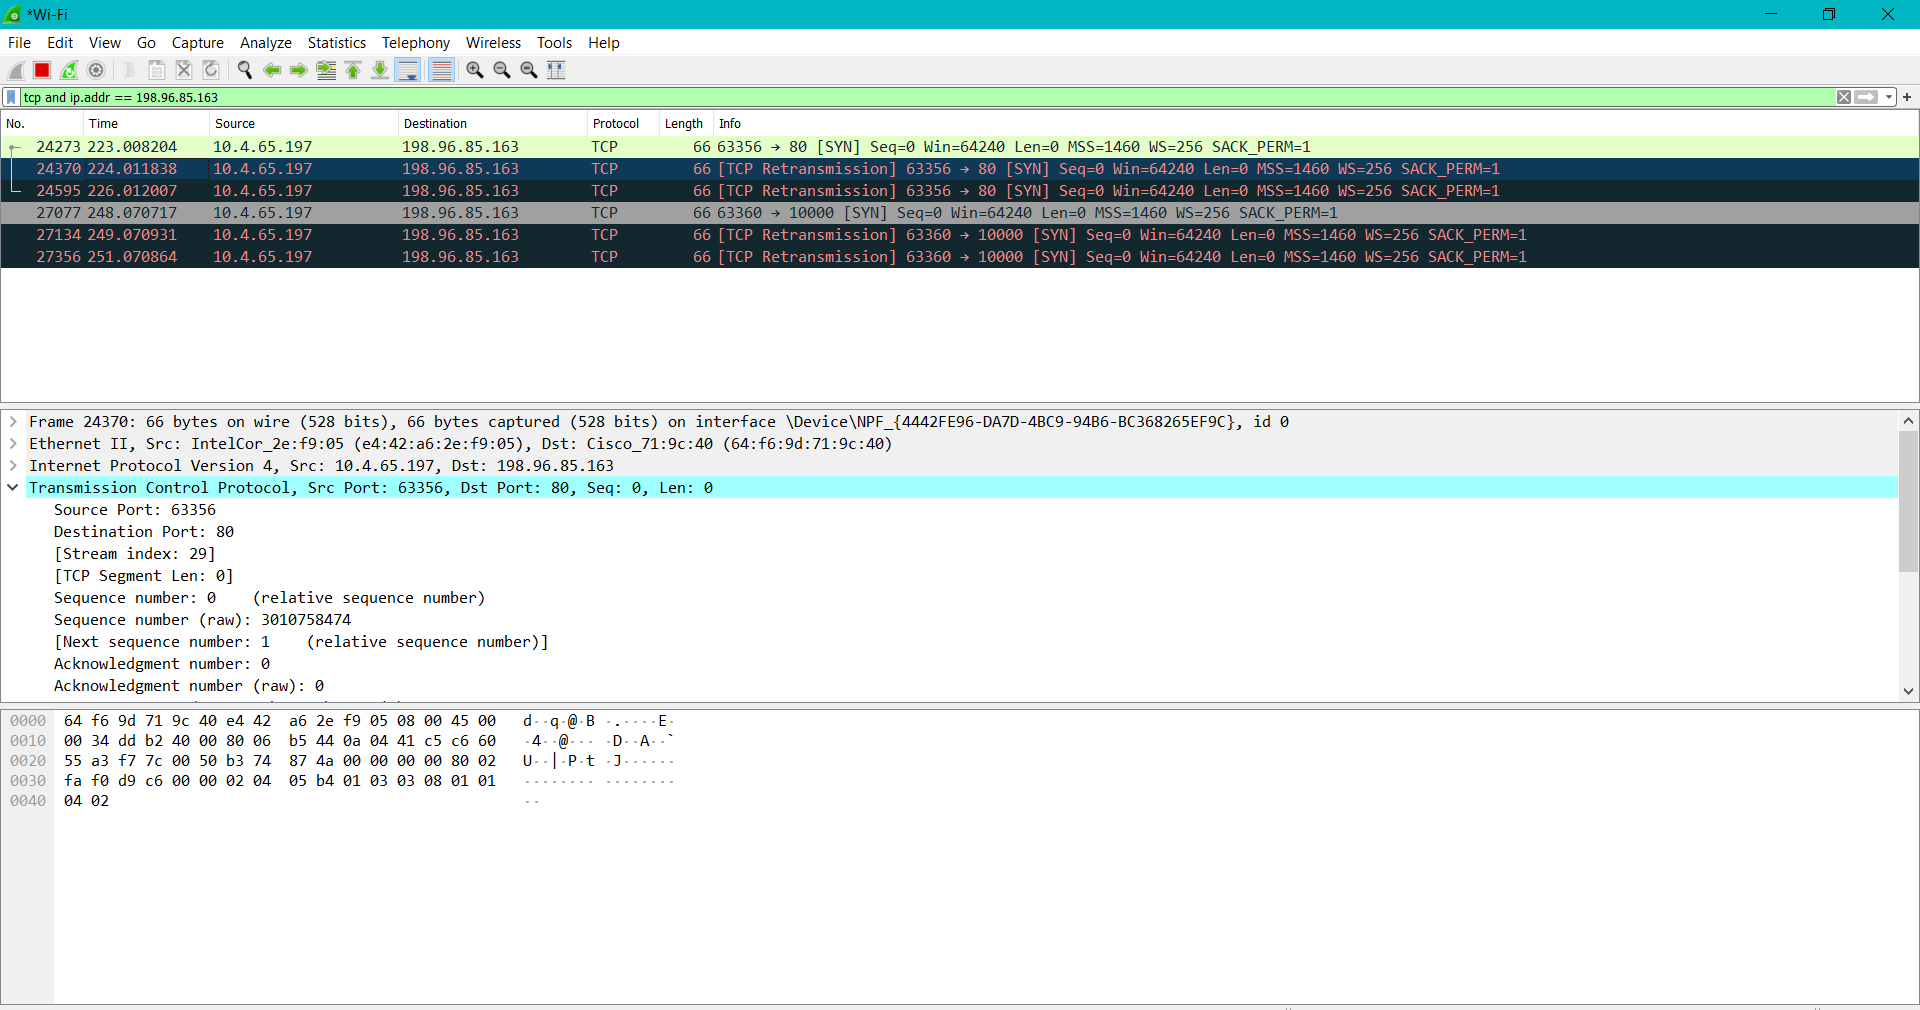 *Wi-Fi
File Edit View Go Capture Analyze Statistics Telephony Wireless Tools Help
tcp and ip.addr == 198.96.85.163
No. Time Source Destination Protocol Length Info
24273 223.008204 10.4.65.197 198.96.85.163 TCP 66 63356 → 80 [SYN] Seq=0 Win=64240 Len=0 MSS=1460 WS=256 SACK_PERM=1
24370 224.011838 10.4.65.197 198.96.85.163 TCP 66 [TCP Retransmission] 63356 → 80 [SYN] Seq=0 Win=64240 Len=0 MSS=1460 WS=256 SACK_PERM=1
24595 226.012007 10.4.65.197 198.96.85.163 TCP 66 [TCP Retransmission] 63356 → 80 [SYN] Seq=0 Win=64240 Len=0 MSS=1460 WS=256 SACK_PERM=1
27077 248.070717 10.4.65.197 198.96.85.163 TCP 66 63360 → 10000 [SYN] Seq=0 Win=64240 Len=0 MSS=1460 WS=256 SACK_PERM=1
27134 249.070931 10.4.65.197 198.96.85.163 TCP 66 [TCP Retransmission] 63360 → 10000 [SYN] Seq=0 Win=64240 Len=0 MSS=1460 WS=256 SACK_PERM=1
27356 251.070864 10.4.65.197 198.96.85.163 TCP 66 [TCP Retransmission] 63360 → 10000 [SYN] Seq=0 Win=64240 Len=0 MSS=1460 WS=256 SACK_PERM=1
Frame 24370: 66 bytes on wire (528 bits), 66 bytes captured (528 bits) on interface \Device\NPF_{4442FE96-DA7D-4BC9-94B6-BC368265EF9C}, id 0
Ethernet II, Src: IntelCor_2e:f9:05 (e4:42:a6:2e:f9:05), Dst: Cisco_71:9c:40 (64:f6:9d:71:9c:40)
Internet Protocol Version 4, Src: 10.4.65.197, Dst: 198.96.85.163
Transmission Control Protocol, Src Port: 63356, Dst Port: 80, Seq: 0, Len: 0
Source Port: 63356
Destination Port: 80
[Stream index: 29]
[TCP Segment Len: 0]
Sequence number: 0 (relative sequence number)
Sequence number (raw): 3010758474
[Next sequence number: 1 (relative sequence number)]
Acknowledgment number: 0
Acknowledgment number (raw): 0
0000 64 f6 9d 71 9c 40 e4 42 a6 2e f9 05 08 00 45 00 d··q·@·B ·.····E·
0010 00 34 dd b2 40 00 80 06 b5 44 0a 04 41 c5 c6 60 ·4··@··· ·D··A··`
0020 55 a3 f7 7c 00 50 b3 74 87 4a 00 00 00 00 80 02 U··|·P·t ·J······
0030 fa f0 d9 c6 00 00 02 04 05 b4 01 03 03 08 01 01 ········ ········
0040 04 02 ··